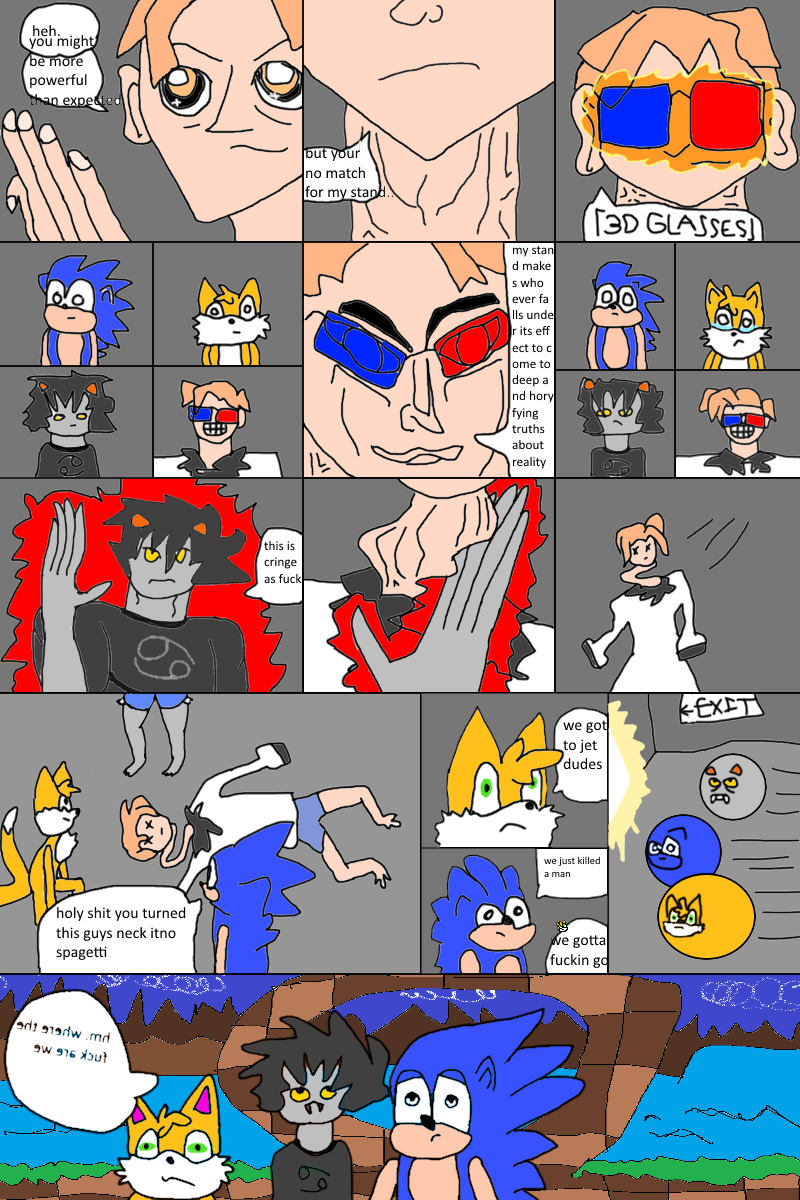 heh.
you might
be more
powerful
than expected
but your
no match
for my stand..
「3D GLASSES」
my stan
d make
s who
ever fa
lls unde
r its eff
ect to c
ome to
deep a
nd hory
fying
truths
about
reality
this is
cringe
as fuck
holy shit you turned
this guys neck itno
spagetti
we got
to jet
dudes
we just killed
a man
we gotta
fuckin go
←EXIT
hm. where the
fuck are we